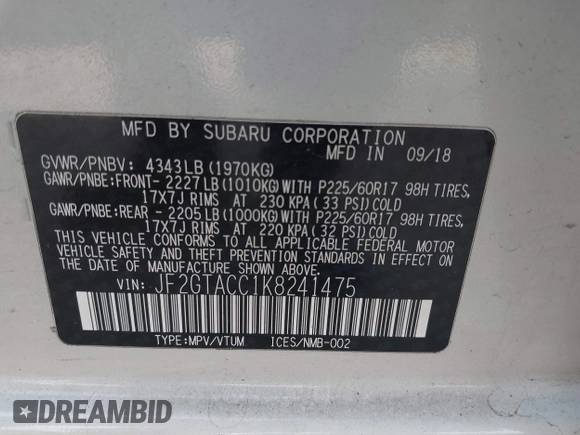 MFD BY SUBARU CORPORATION
MFD IN 09/18
GVWR/PNBV: 4343LB(1970KG)
GAWR/PNBE:FRONT- 2227LB(1010KG)WITH P225/60R17 98H TIRES,
17X7J RIMS AT 230 KPA(33 PSI)COLD
GAWR/PNBE:REAR - 2205LB(1000KG)WITH P225/60R17 98H TIRES,
17X7J RIMS AT 220 KPA(32 PSI)COLD
THIS VEHICLE CONFORMS TO ALL APPLICABLE FEDERAL MOTOR
VEHICLE SAFETY AND THEFT PREVENTION STANDARDS IN EFFECT
ON THE DATE OF MANUFACTURE SHOWN ABOVE.
VIN: JF2GTACC1K8241475
TYPE:MPV/VTUM ICES/NMB-002
DREAMBID